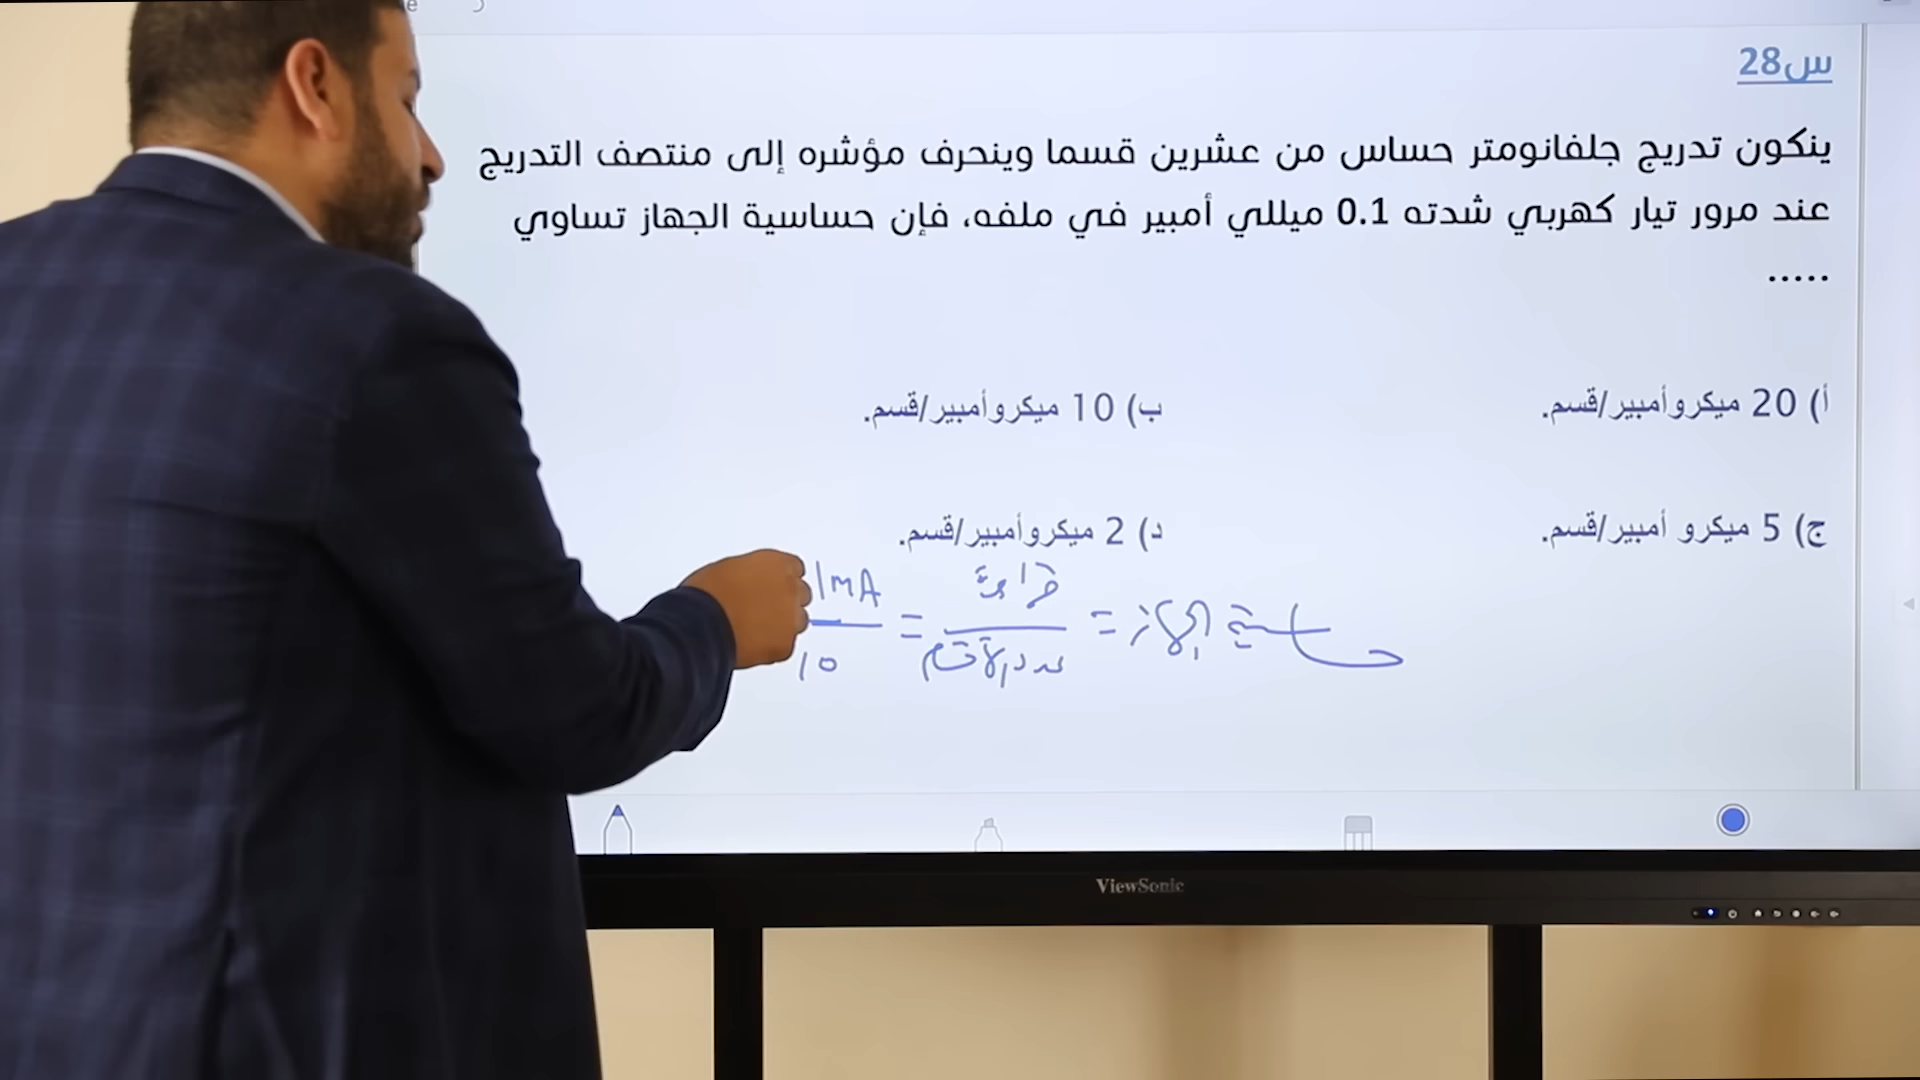 س28
يتكون تدريج جلفانومتر حساس من عشرين قسما وينحرف مؤشره إلى منتصف التدريج
عند مرور تيار كهربي شدته 0.1 ميللي أمبير في ملفه، فإن حساسية الجهاز تساوي
.....
أ) 20 ميكروأمبير/قسم.
ب) 10 ميكروأمبير/قسم.
ج) 5 ميكرو أمبير/قسم.
د) 2 ميكروأمبير/قسم.
حساسية الجهاز = قراءة / عدد الأقسام = 1mA / 10
ViewSonic